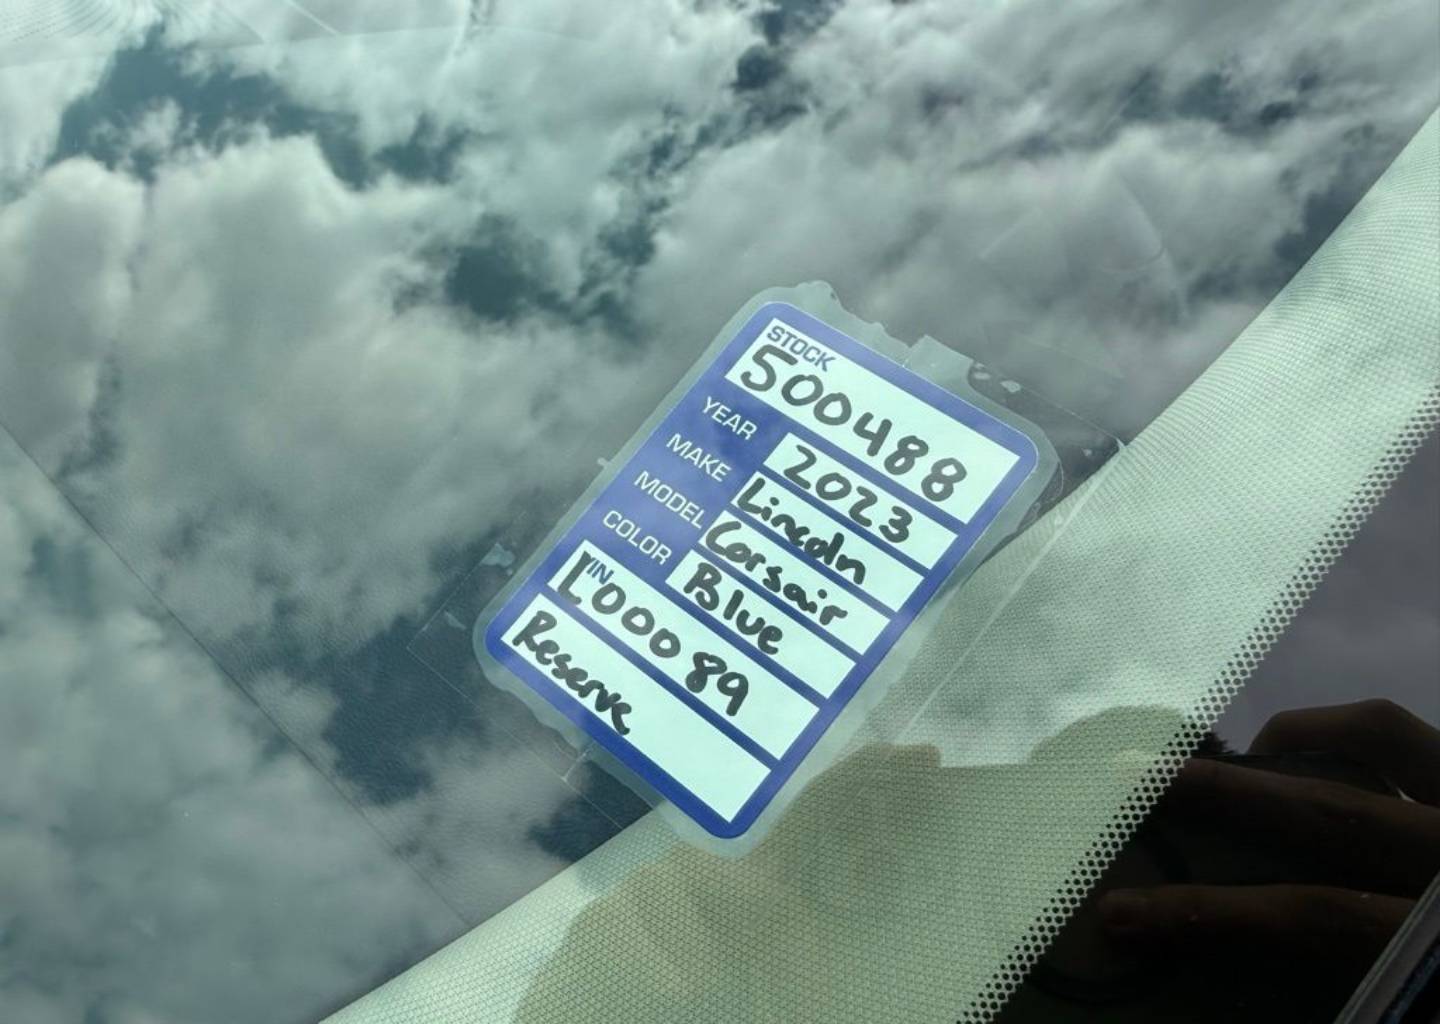 STOCK
500488
YEAR 2023
MAKE Lincoln
MODEL Corsair
COLOR Blue
VIN
L00089
Reserve